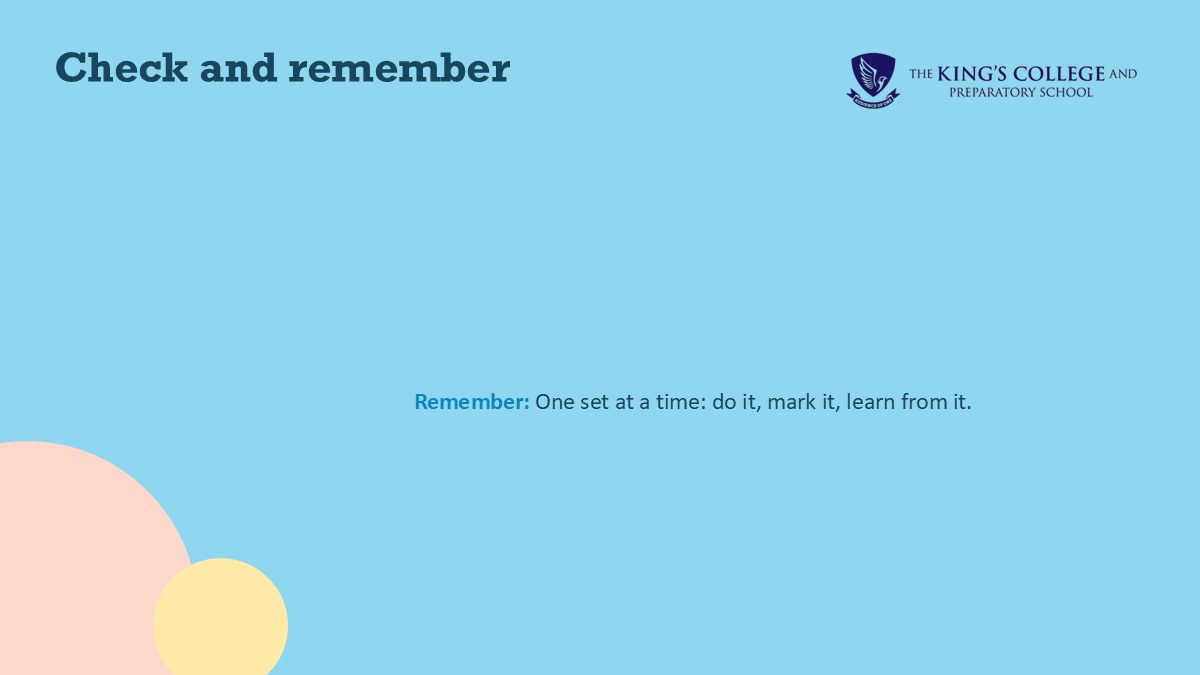 Check and remember
THE KING'S COLLEGE AND
PREPARATORY SCHOOL
Remember: One set at a time: do it, mark it, learn from it.